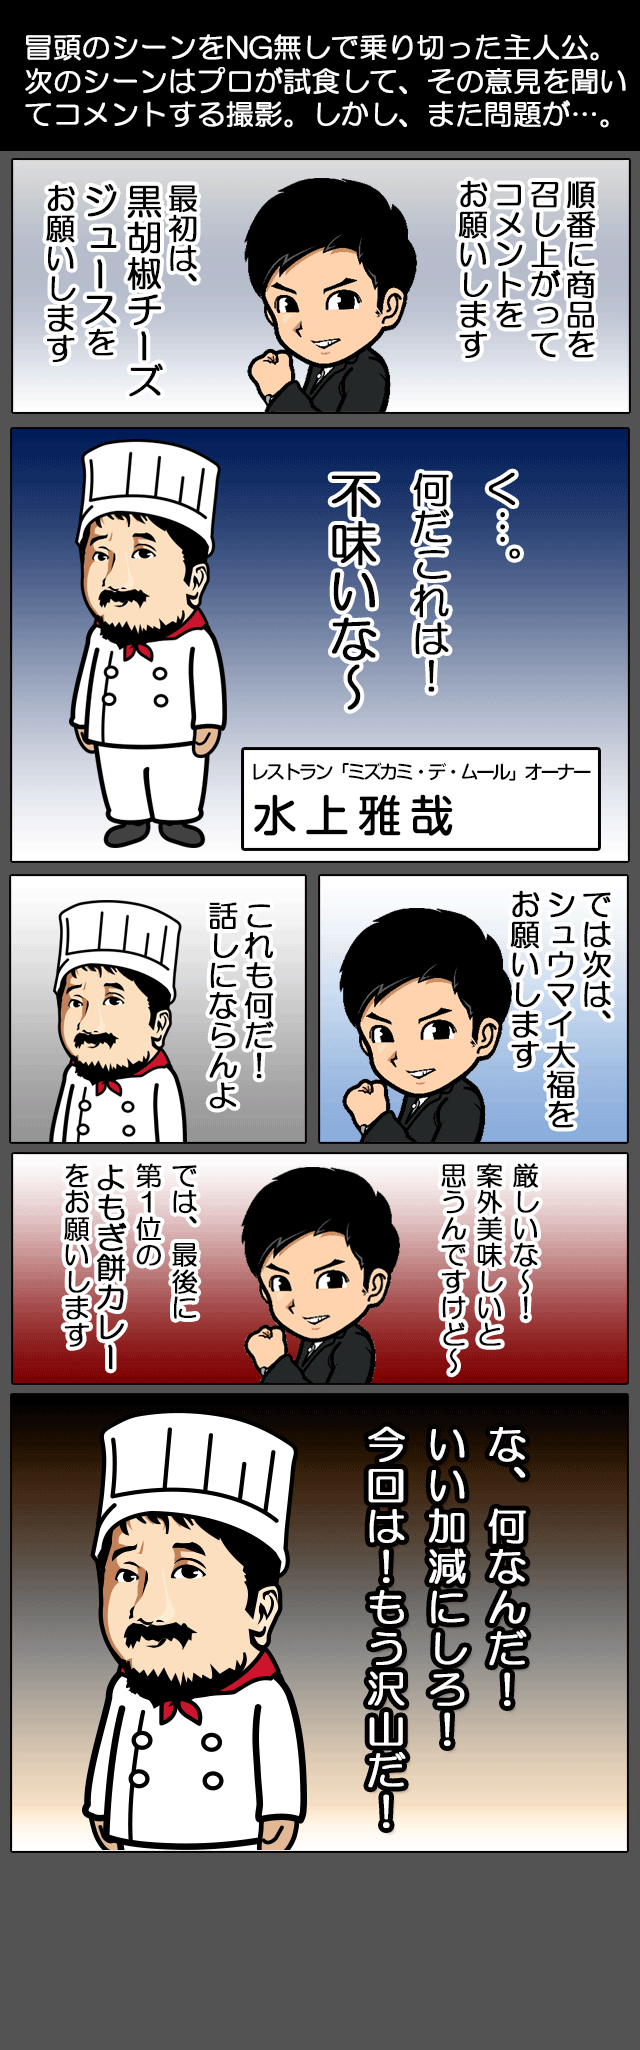 冒頭のシーンをNG無しで乗り切った主人公。
次のシーンはプロが試食して、その意見を聞い
てコメントする撮影。しかし、また問題が…。
順番に商品を
召し上がって
コメントを
お願いします
最初は、
黒胡椒チーズ
ジュースを
お願いします
く…。
何だこれは！
不味いな～
レストラン「ミズカミ・デ・ムール」オーナー
水上雅哉
では次は、
シュウマイ大福を
お願いします
これも何だ！
話しにならんよ
厳しいな～！
案外美味しいと
思うんですけど～
では、最後に
第1位の
よもぎ餅カレー
をお願いします
な、何なんだ！
いい加減にしろ！
今回は！もう沢山だ！